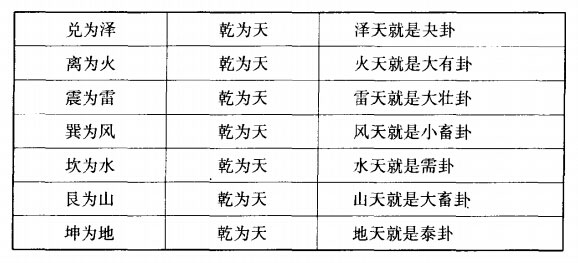 兑为泽 乾为天 泽天就是夬卦
离为火 乾为天 火天就是大有卦
震为雷 乾为天 雷天就是大壮卦
巽为风 乾为天 风天就是小畜卦
坎为水 乾为天 水天就是需卦
艮为山 乾为天 山天就是大畜卦
坤为地 乾为天 地天就是泰卦